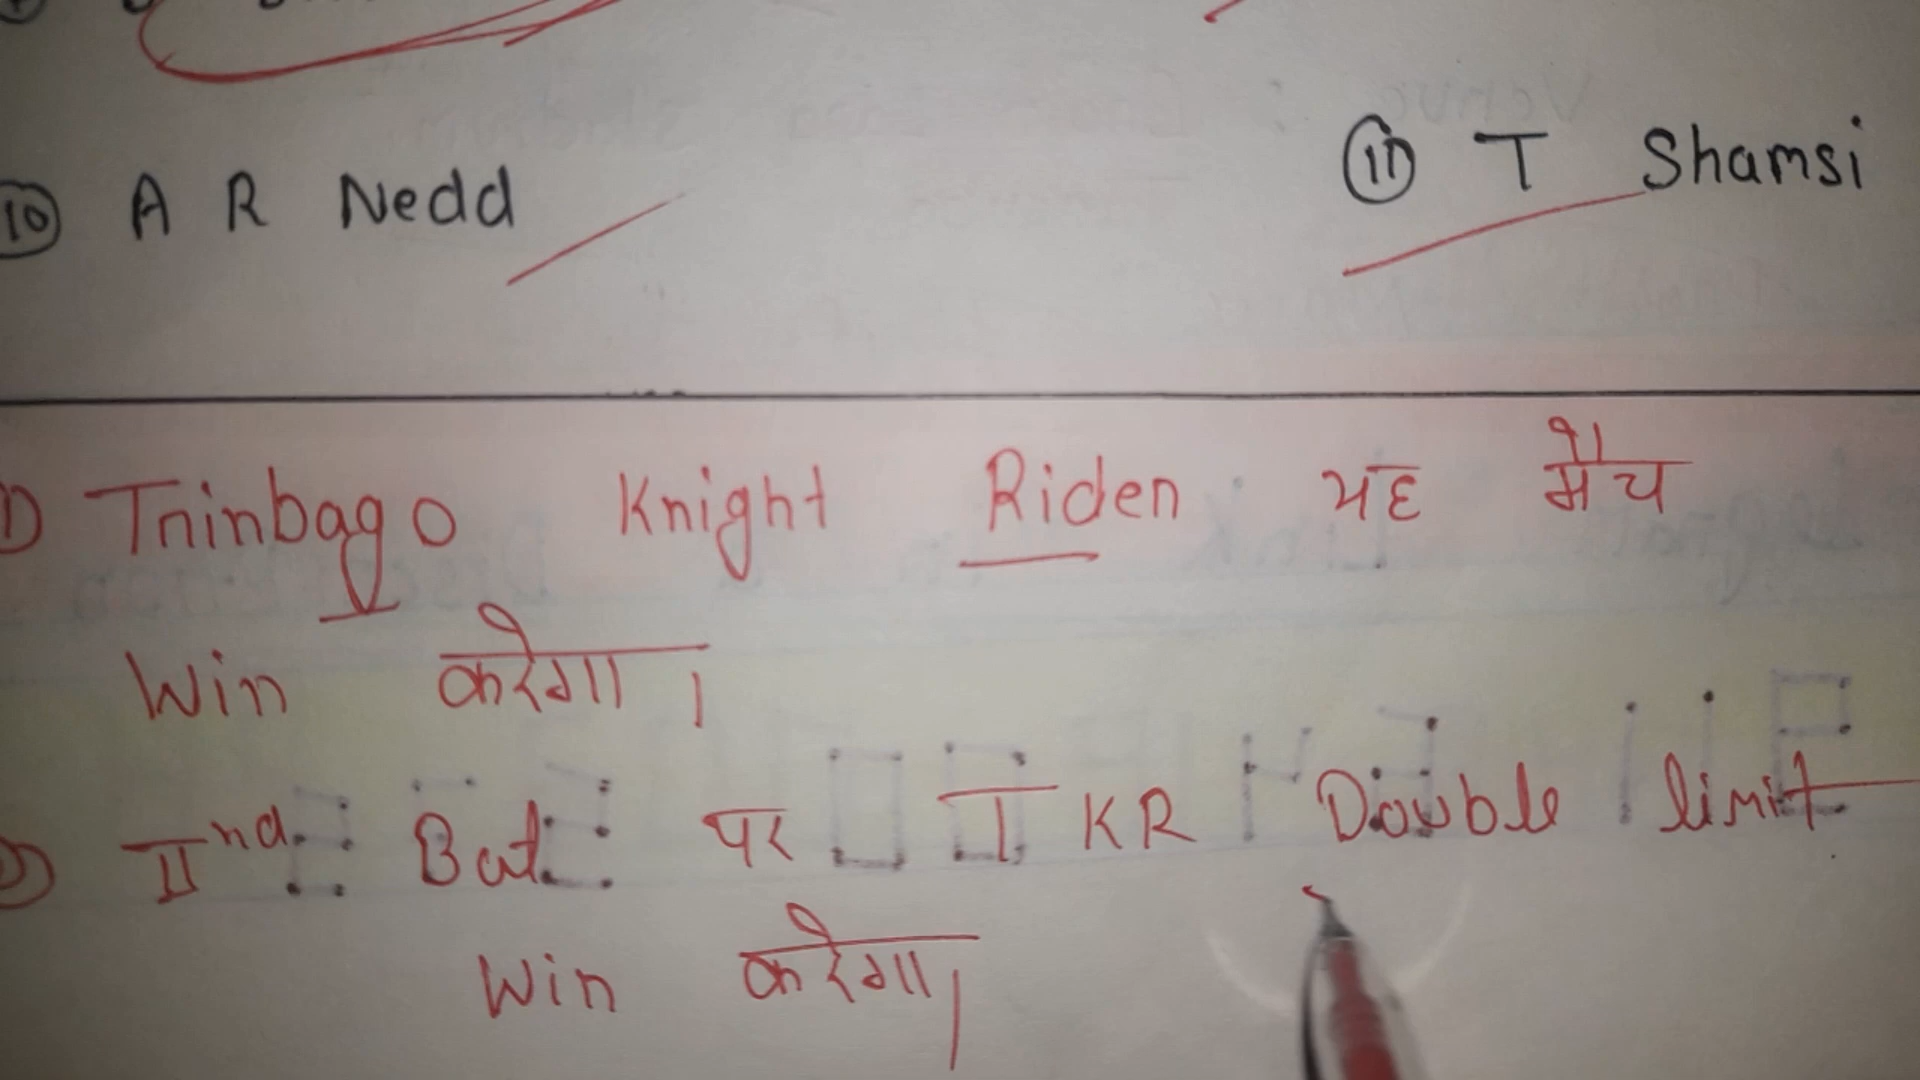 10 A R Nedd
11 T Shamsi
1) Trinbago Knight Rider यह मैच
Win करेगा।
2) IInd Bat पर TKR Double limit
Win करेगा।